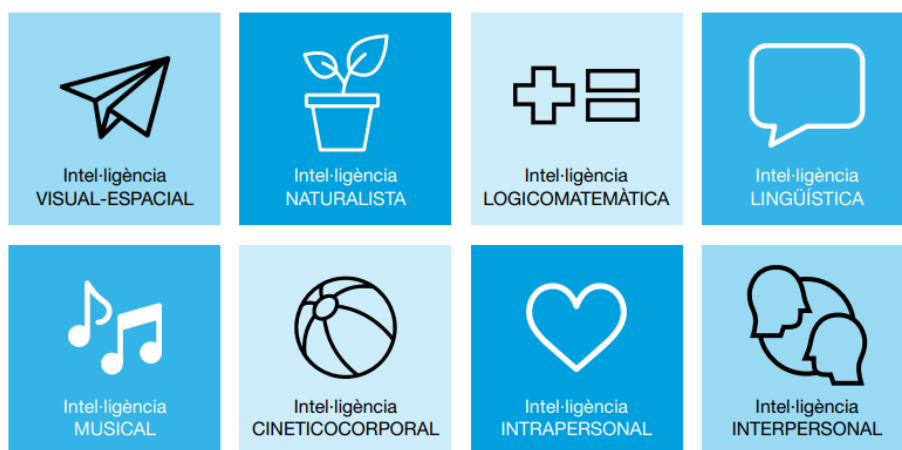 Intel·ligència
VISUAL-ESPACIAL
Intel·ligència
NATURALISTA
Intel·ligència
LOGICOMATEMÀTICA
Intel·ligència
LINGÜÍSTICA
Intel·ligència
MUSICAL
Intel·ligència
CINETICOCORPORAL
Intel·ligència
INTRAPERSONAL
Intel·ligència
INTERPERSONAL